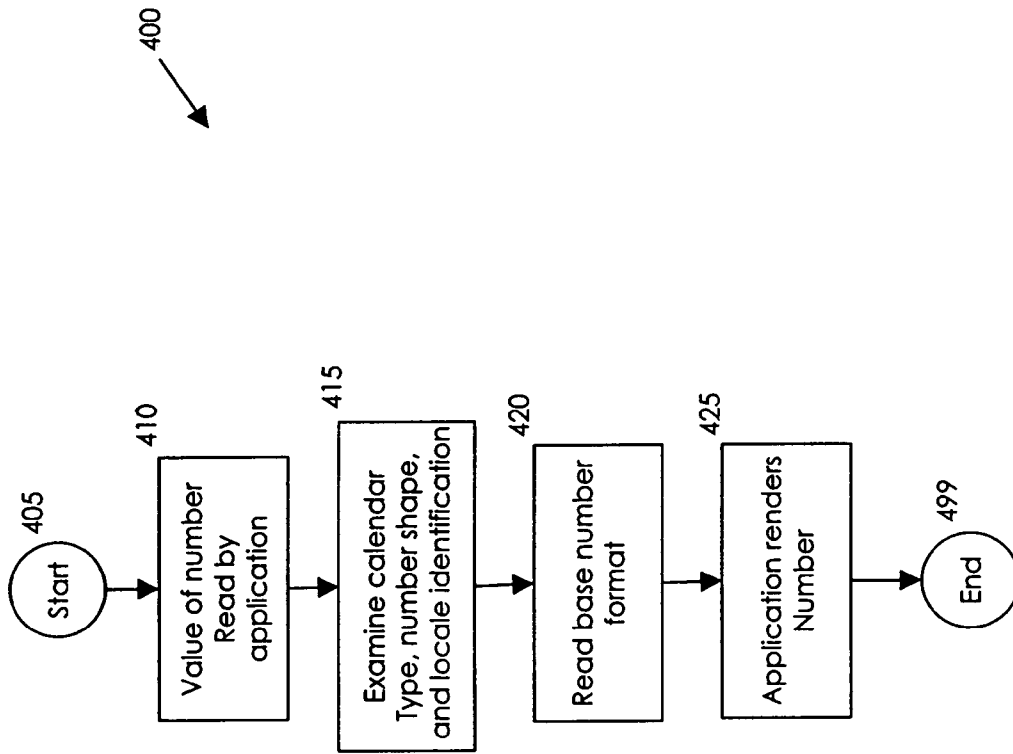 400
405
Start
410
Value of number
Read by
application
415
Examine calendar
Type, number shape,
and locale identification
420
Read base number
format
425
Application renders
Number
499
End